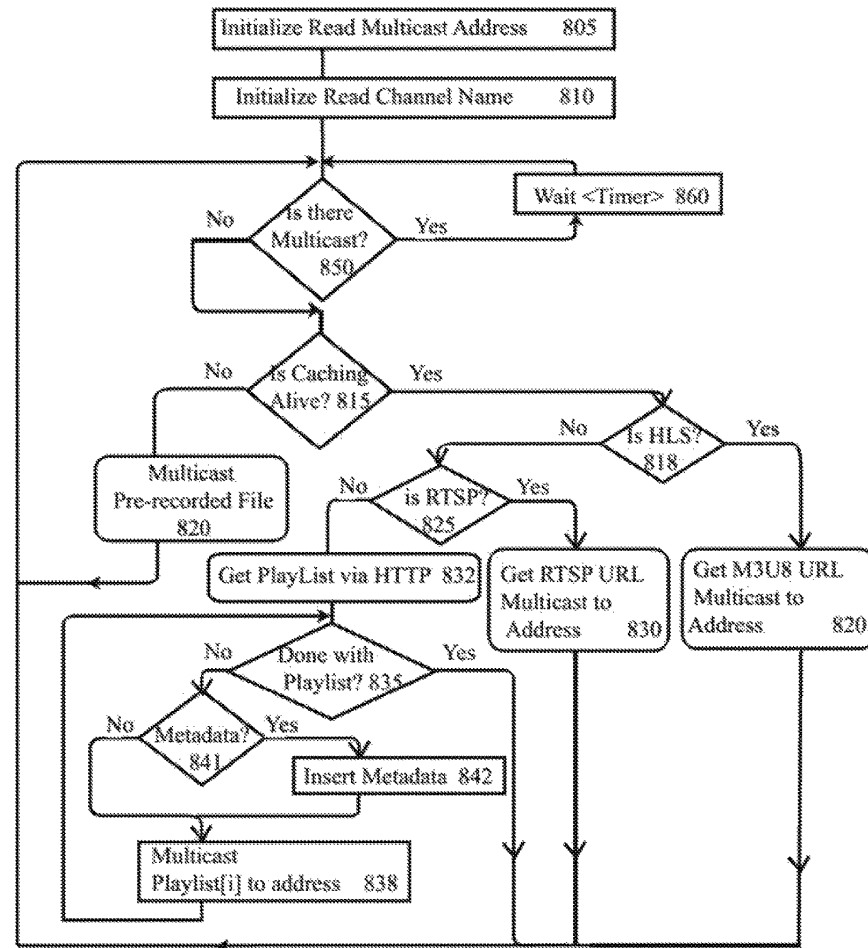 Initialize Read Multicast Address 805
Initialize Read Channel Name 810
Wait <Timer> 860
No
Is there
Multicast?
850
Yes
No
Is Caching
Alive? 815
Yes
No
Is HLS?
818
Yes
Multicast
Pre-recorded File
820
No
is RTSP?
825
Yes
Get PlayList via HTTP 832
Get RTSP URL
Multicast to
Address 830
Get M3U8 URL
Multicast to
Address 820
No
Done with
Playlist? 835
Yes
No
Metadata?
841
Yes
Insert Metadata 842
Multicast
Playlist[i] to address 838